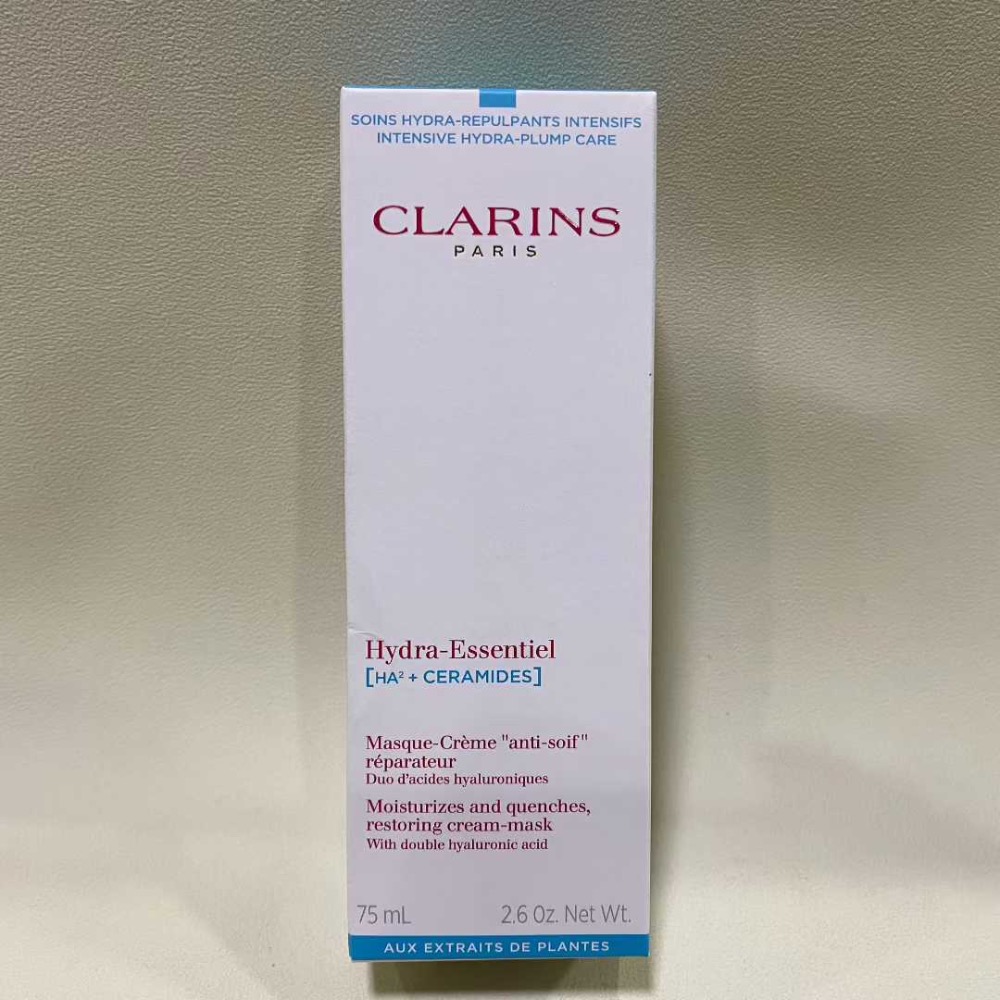 SOINS HYDRA-REPULPANTS INTENSIFS
INTENSIVE HYDRA-PLUMP CARE
CLARINS
PARIS
Hydra-Essentiel
[HA² + CERAMIDES]
Masque-Crème "anti-soif"
réparateur
Duo d'acides hyaluroniques
Moisturizes and quenches,
restoring cream-mask
With double hyaluronic acid
75 mL 2.6 Oz. Net Wt.
AUX EXTRAITS DE PLANTES